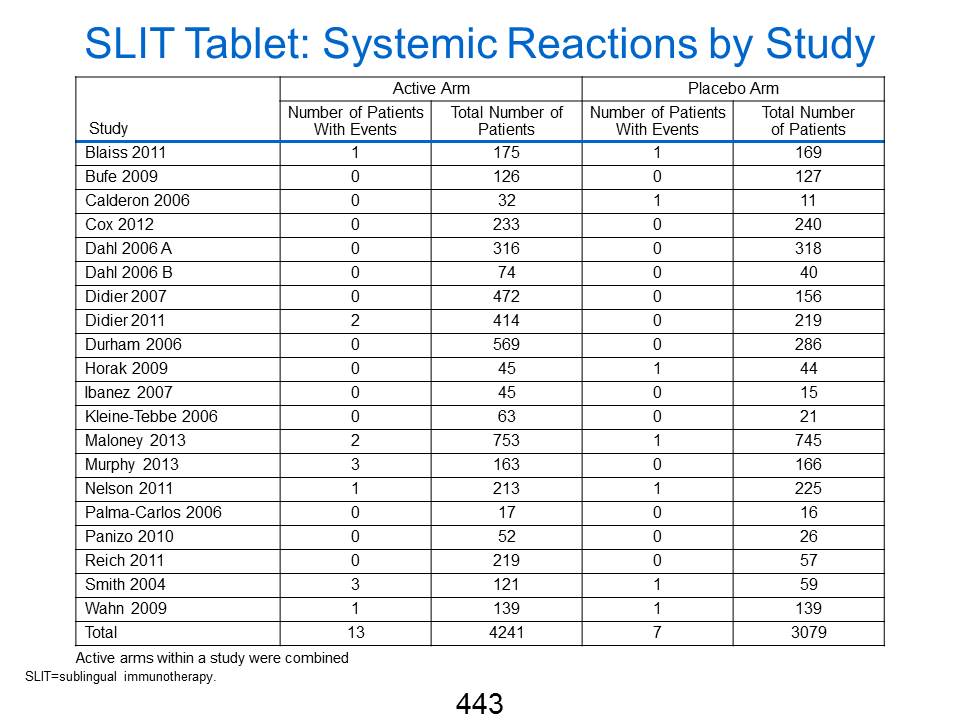 SLIT Tablet: Systemic Reactions by Study
Active Arm Placebo Arm
Study Number of Patients With Events Total Number of Patients Number of Patients With Events Total Number of Patients
Blaiss 2011 1 175 1 169
Bufe 2009 0 126 0 127
Calderon 2006 0 32 1 11
Cox 2012 0 233 0 240
Dahl 2006 A 0 316 0 318
Dahl 2006 B 0 74 0 40
Didier 2007 0 472 0 156
Didier 2011 2 414 0 219
Durham 2006 0 569 0 286
Horak 2009 0 45 1 44
Ibanez 2007 0 45 0 15
Kleine-Tebbe 2006 0 63 0 21
Maloney 2013 2 753 1 745
Murphy 2013 3 163 0 166
Nelson 2011 1 213 1 225
Palma-Carlos 2006 0 17 0 16
Panizo 2010 0 52 0 26
Reich 2011 0 219 0 57
Smith 2004 3 121 1 59
Wahn 2009 1 139 1 139
Total 13 4241 7 3079
Active arms within a study were combined
SLIT=sublingual immunotherapy.
443